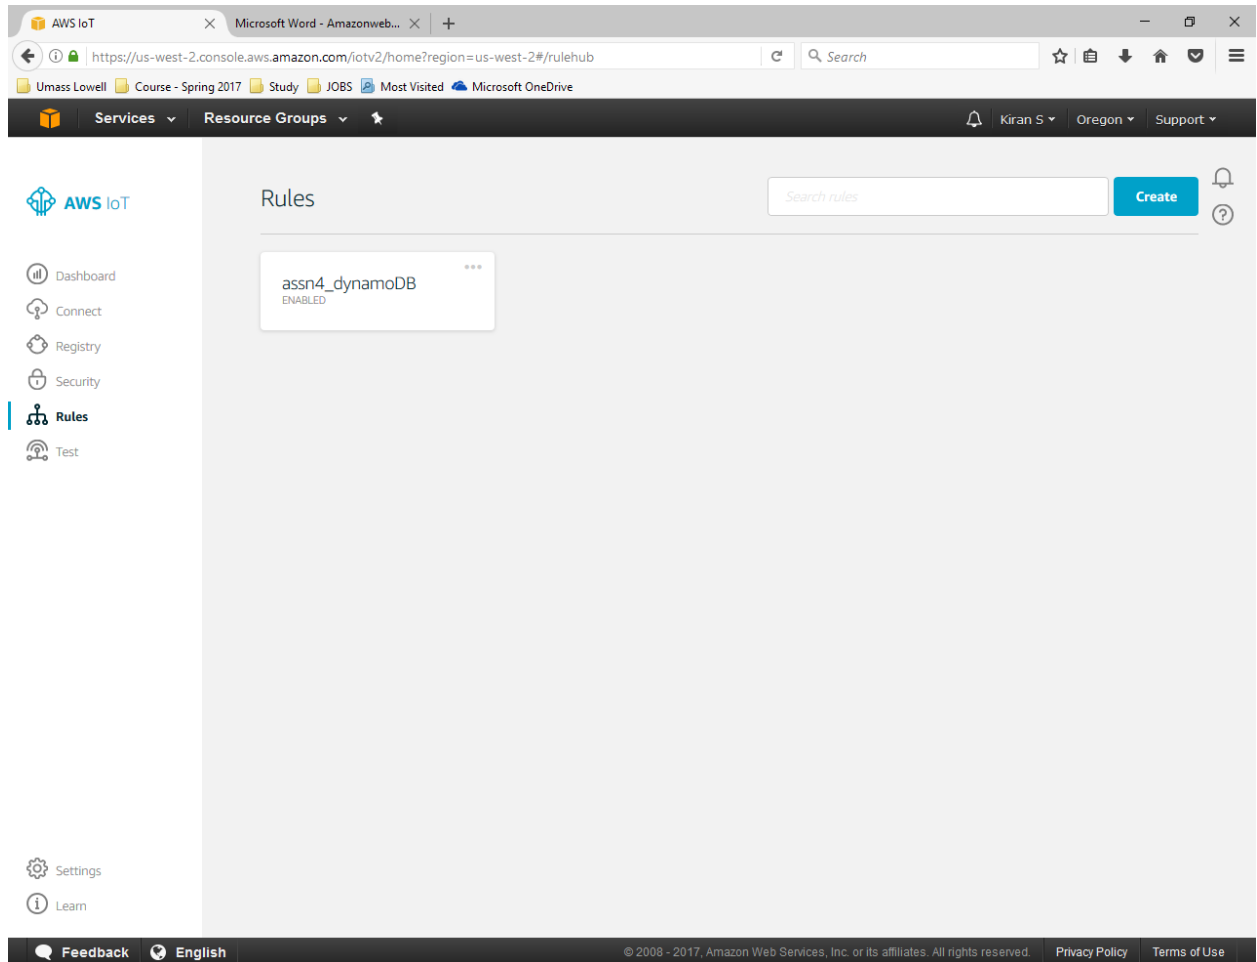 AWS IoT
Microsoft Word - Amazonweb...
https://us-west-2.console.aws.amazon.com/iotv2/home?region=us-west-2#/rulehub
Search
Umass Lowell Course - Spring 2017 Study JOBS Most Visited Microsoft OneDrive
Services Resource Groups Kiran S Oregon Support
AWS IoT
Rules
Search rules
Create
Dashboard
Connect
Registry
Security
Rules
Test
assn4_dynamoDB
ENABLED
Settings
Learn
Feedback English © 2008 - 2017, Amazon Web Services, Inc. or its affiliates. All rights reserved. Privacy Policy Terms of Use